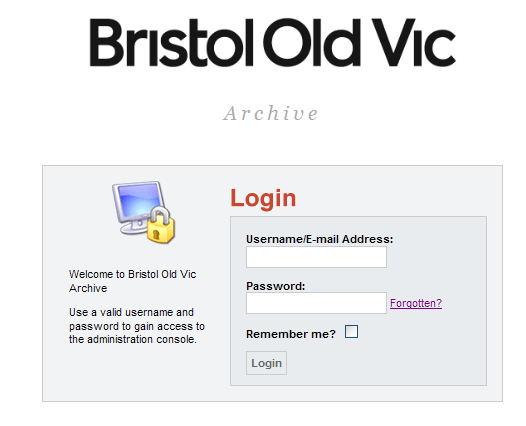 Bristol Old Vic
Archive
Login
Welcome to Bristol Old Vic
Archive
Use a valid username and
password to gain access to
the administration console.
Username/E-mail Address:
Password:
Forgotten?
Remember me?
Login